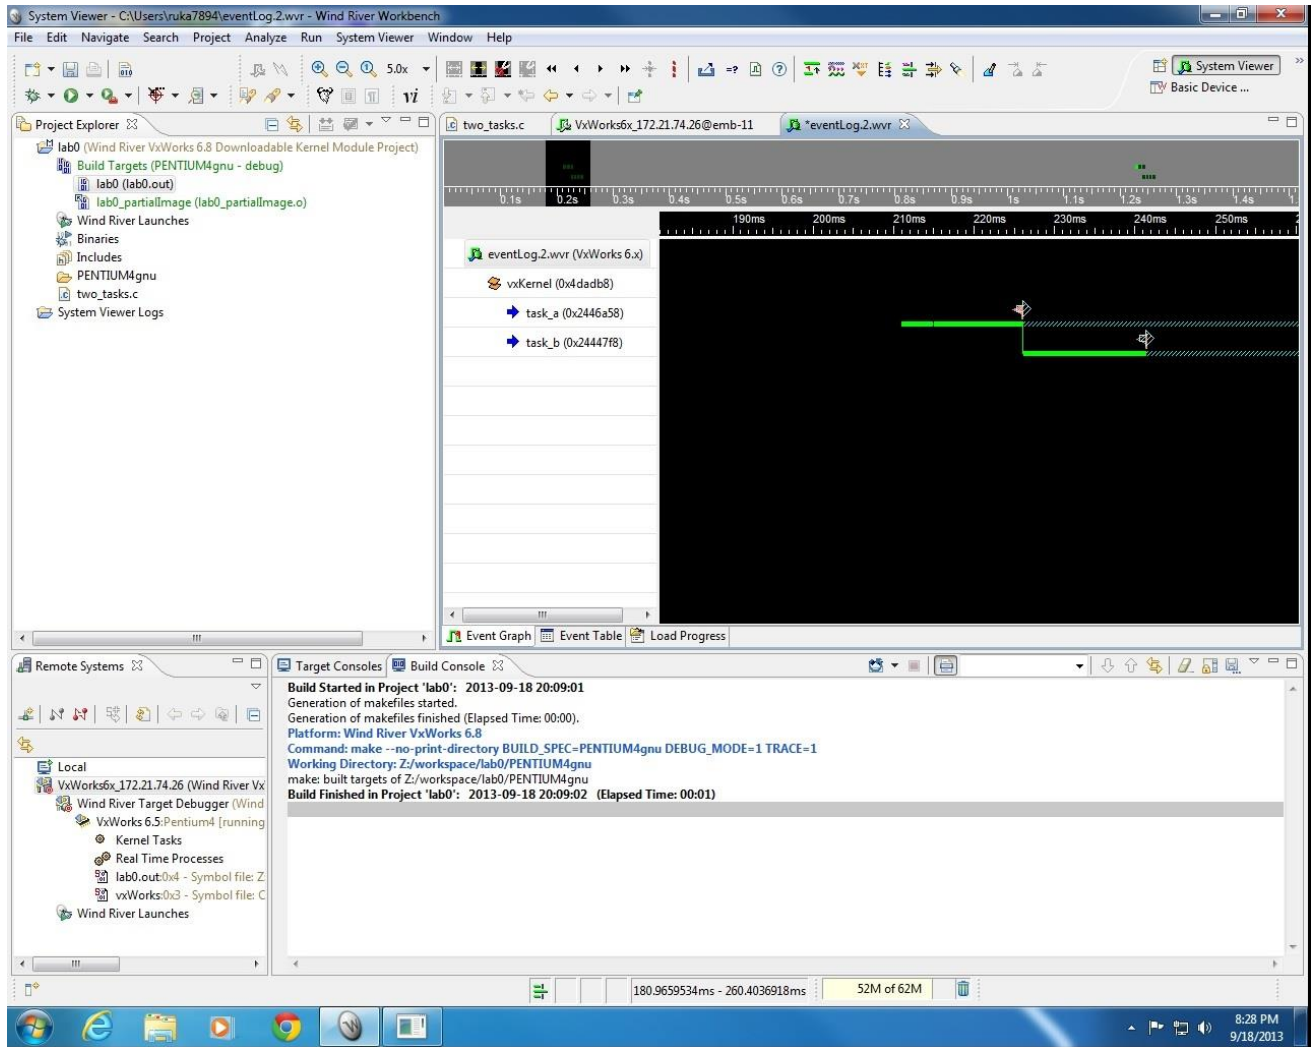 System Viewer - C:\Users\ruka7894\eventLog.2.wvr - Wind River Workbench
File Edit Navigate Search Project Analyze Run System Viewer Window Help
5.0x
System Viewer
vi
Basic Device ...
Project Explorer
two_tasks.c
VxWorks6x_172.21.74.26@emb-11
*eventLog.2.wvr
lab0 (Wind River VxWorks 6.8 Downloadable Kernel Module Project)
Build Targets (PENTIUM4gnu - debug)
lab0 (lab0.out)
lab0_partialImage (lab0_partialImage.o)
Wind River Launches
Binaries
Includes
PENTIUM4gnu
two_tasks.c
System Viewer Logs
0.1s 0.2s 0.3s 0.4s 0.5s 0.6s 0.7s 0.8s 0.9s 1s 1.1s 1.2s 1.3s 1.4s
190ms 200ms 210ms 220ms 230ms 240ms 250ms
eventLog.2.wvr (VxWorks 6.x)
vxKernel (0x4dadb8)
task_a (0x2446a58)
task_b (0x24447f8)
Event Graph Event Table Load Progress
Remote Systems
Local
VxWorks6x_172.21.74.26 (Wind River Vx
Wind River Target Debugger (Wind
VxWorks 6.5:Pentium4 [running
Kernel Tasks
Real Time Processes
lab0.out:0x4 - Symbol file: Z
vxWorks:0x3 - Symbol file: C
Wind River Launches
Target Consoles Build Console
Build Started in Project 'lab0': 2013-09-18 20:09:01
Generation of makefiles started.
Generation of makefiles finished (Elapsed Time: 00:00).
Platform: Wind River VxWorks 6.8
Command: make --no-print-directory BUILD_SPEC=PENTIUM4gnu DEBUG_MODE=1 TRACE=1
Working Directory: Z:/workspace/lab0/PENTIUM4gnu
make: built targets of Z:/workspace/lab0/PENTIUM4gnu
Build Finished in Project 'lab0': 2013-09-18 20:09:02 (Elapsed Time: 00:01)
180.9659534ms - 260.4036918ms
52M of 62M
8:28 PM
9/18/2013